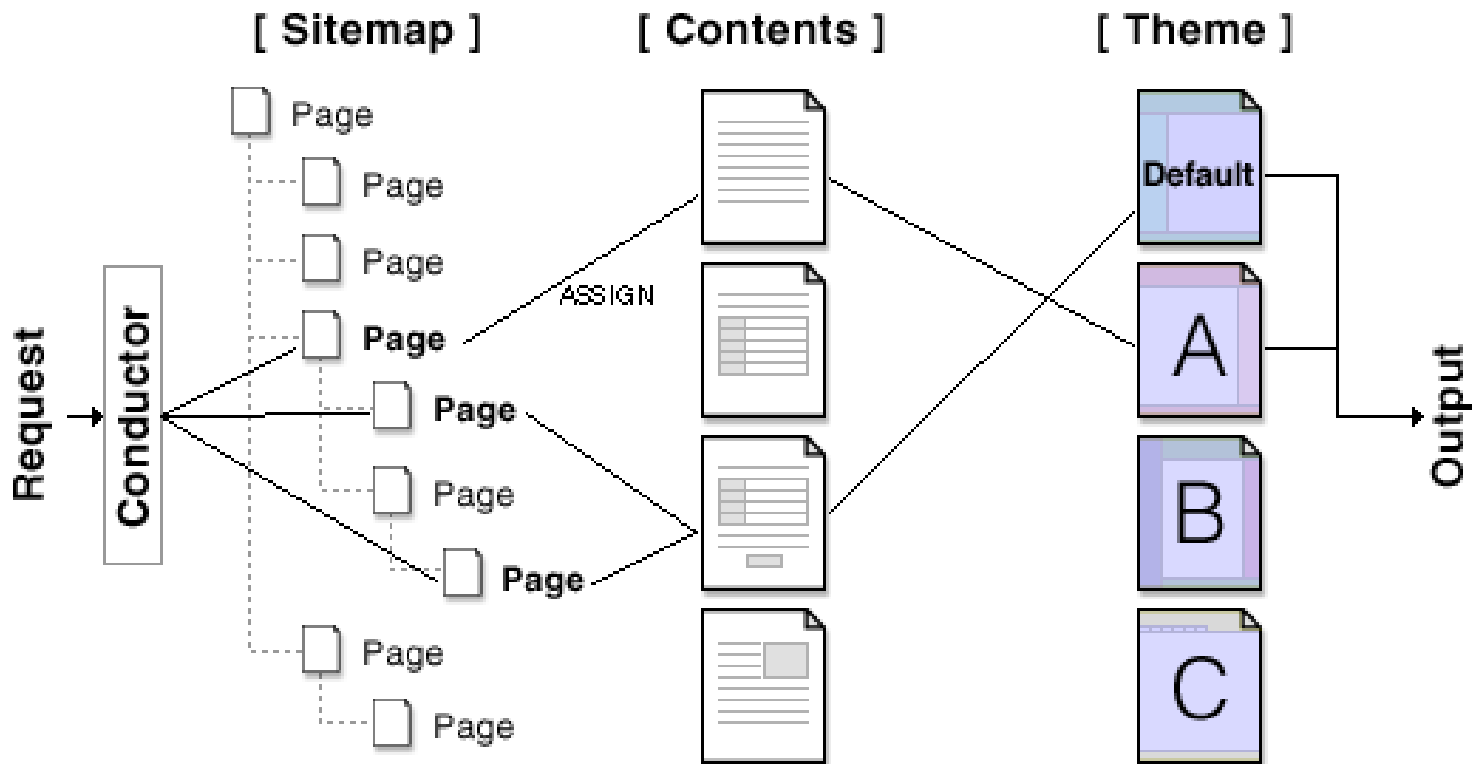 [ Sitemap ]
[ Contents ]
[ Theme ]
Request
Conductor
Page
Page
Page
Page
Page
Page
Page
Page
Page
ASSIGN
Default
A
B
C
Output